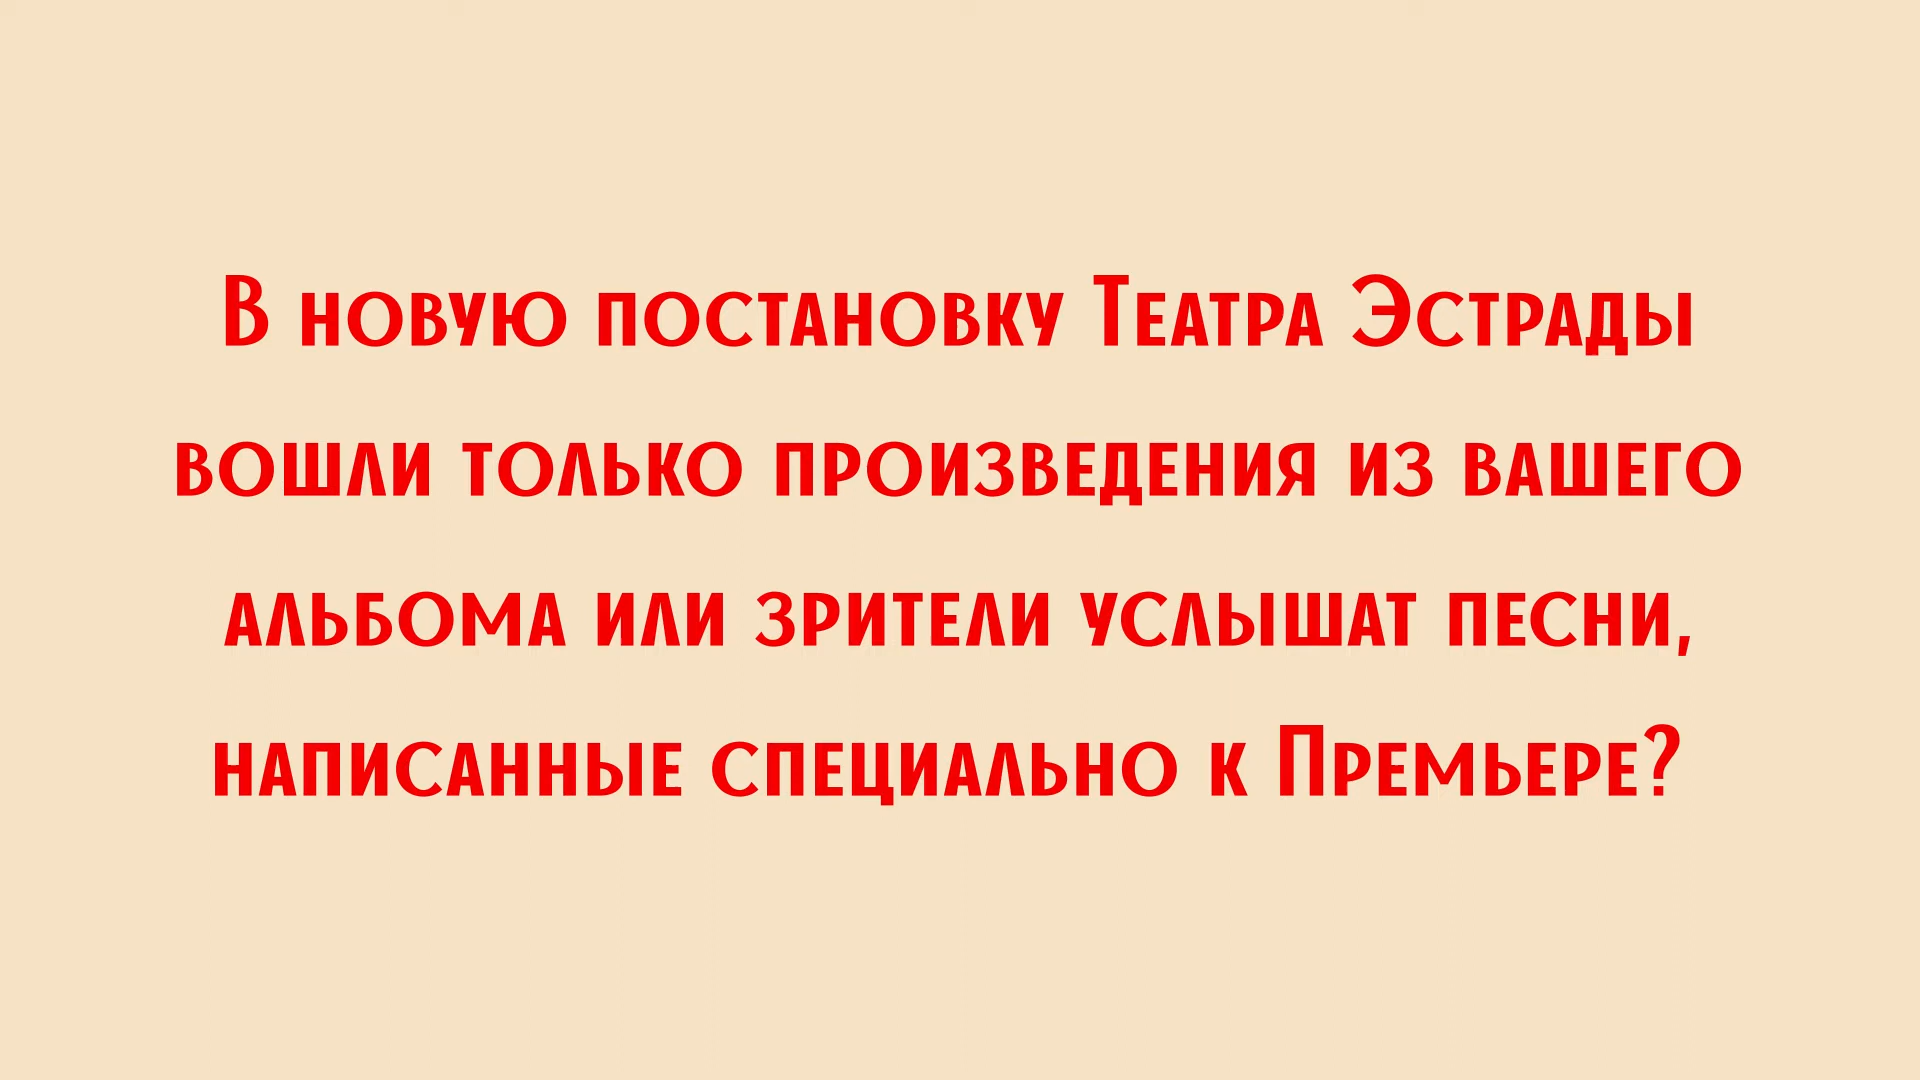 В новую постановку Театра Эстрады
вошли только произведения из вашего
альбома или зрители услышат песни,
написанные специально к Премьере?